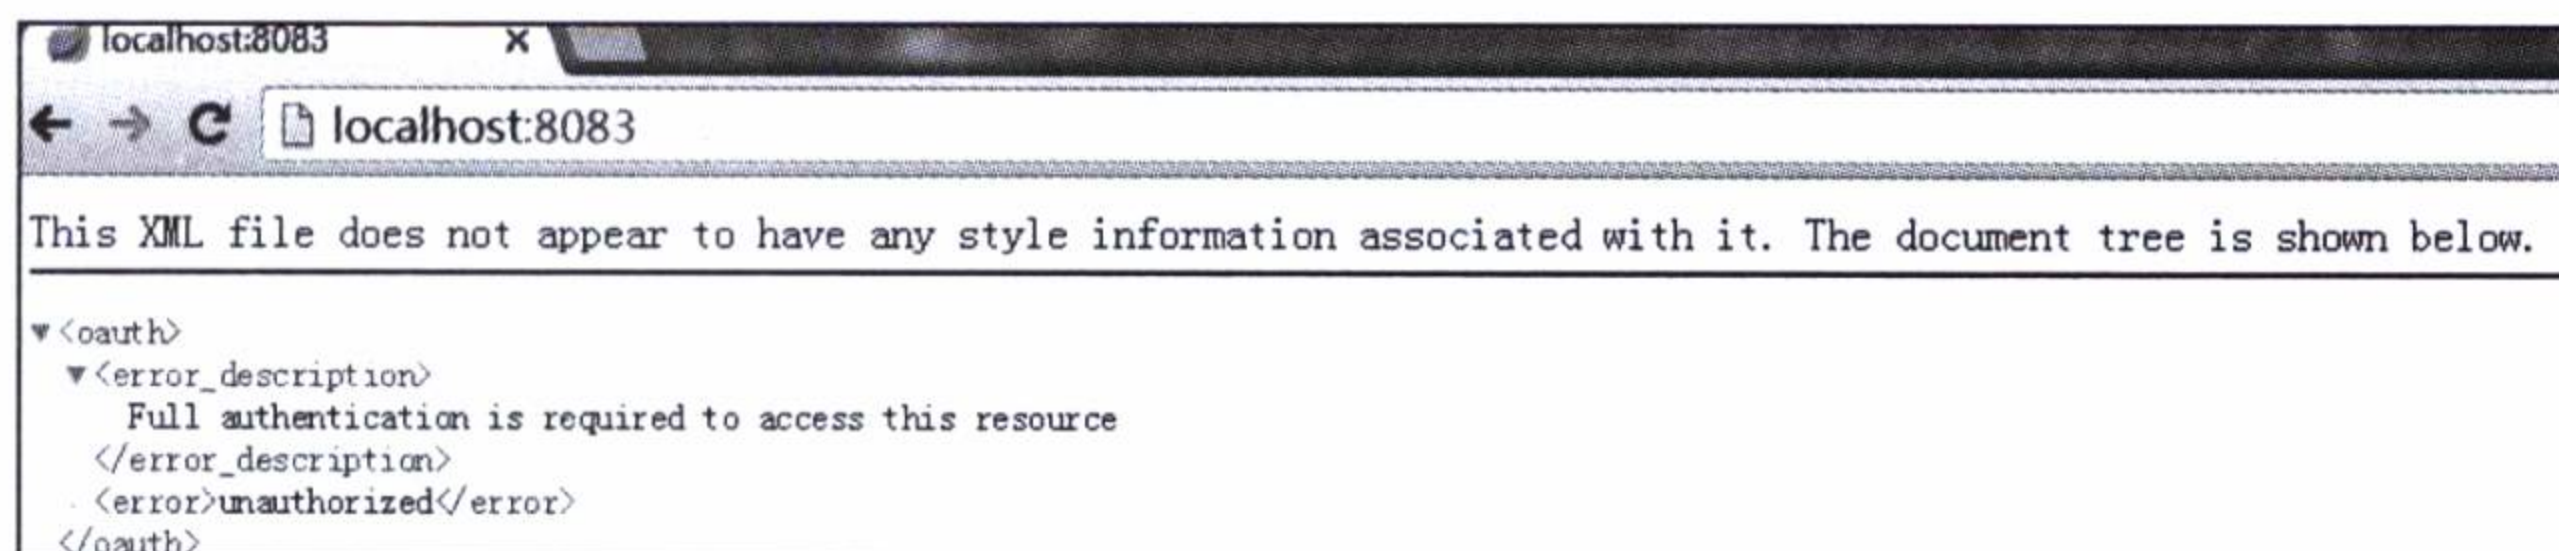 localhost:8083
localhost:8083
This XML file does not appear to have any style information associated with it. The document tree is shown below.
<oauth>
<error_description>
Full authentication is required to access this resource
</error_description>
<error>unauthorized</error>
</oauth>